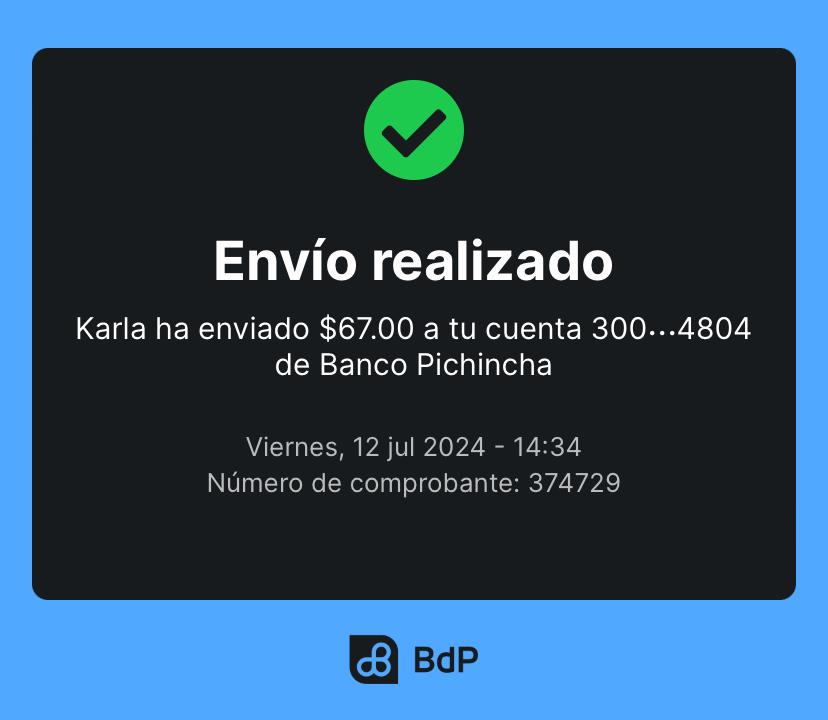 Envío realizado
Karla ha enviado $67.00 a tu cuenta 300···4804
de Banco Pichincha
Viernes, 12 jul 2024 - 14:34
Número de comprobante: 374729
BdP